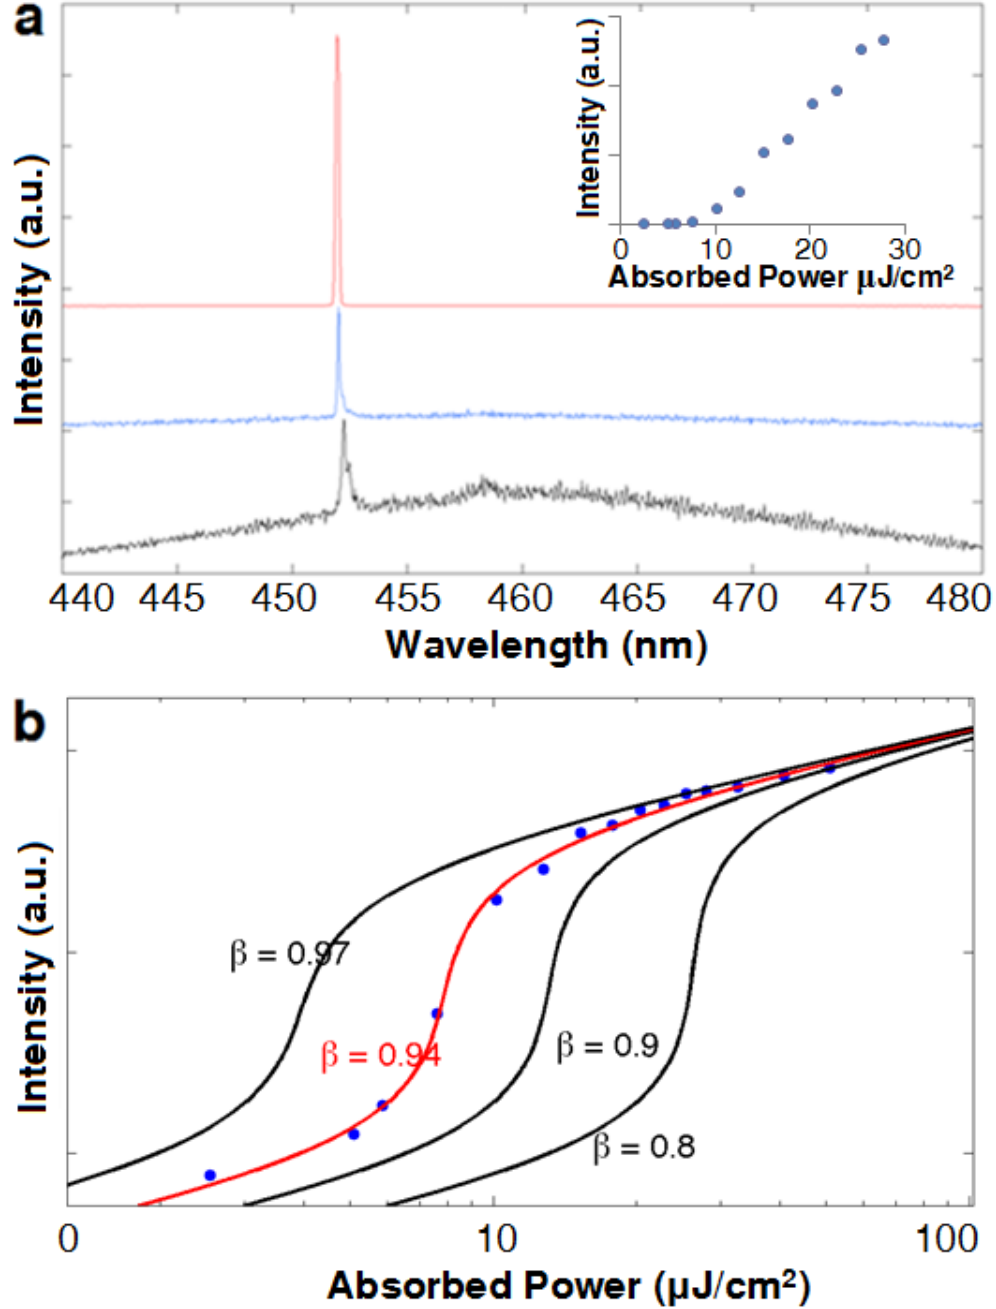 a
Intensity (a.u.)
Intensity (a.u.)
0 10 20 30
Absorbed Power µJ/cm²
440 445 450 455 460 465 470 475 480
Wavelength (nm)
b
Intensity (a.u.)
β = 0.97
β = 0.94
β = 0.9
β = 0.8
0 10 100
Absorbed Power (µJ/cm²)